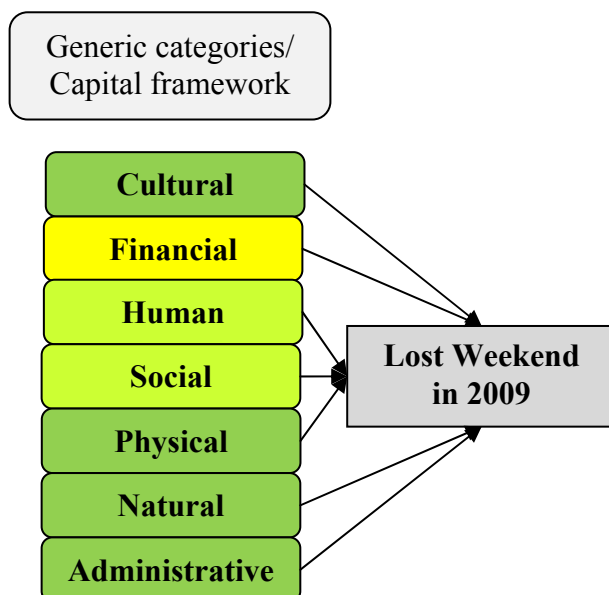 Generic categories/
Capital framework
Cultural
Financial
Human
Social
Physical
Natural
Administrative
Lost Weekend
in 2009